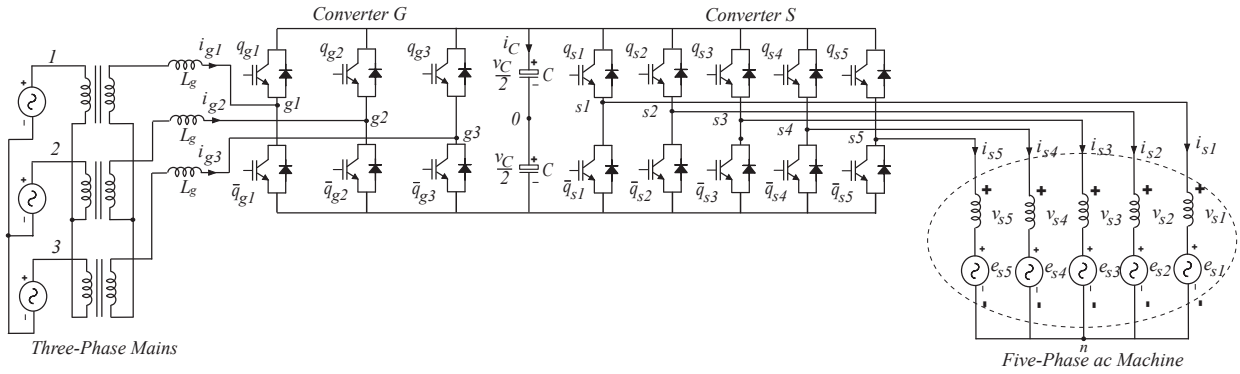 Converter G
Converter S
1
i_g1
L_g
q_g1
q_g2
q_g3
i_C
v_C/2
+
−
C
q_s1
q_s2
q_s3
q_s4
q_s5
g1
s1
i_g2
L_g
g2
0
s2
s3
s4
s5
2
i_g3
L_g
g3
v_C/2
+
−
C
q̄_g1
q̄_g2
q̄_g3
q̄_s1
q̄_s2
q̄_s3
q̄_s4
q̄_s5
i_s5
i_s4
i_s3
i_s2
i_s1
+ + + + +
v_s5
v_s4
v_s3
v_s2
v_s1
3
e_s5
e_s4
e_s3
e_s2
e_s1
n
Three-Phase Mains
Five-Phase ac Machine